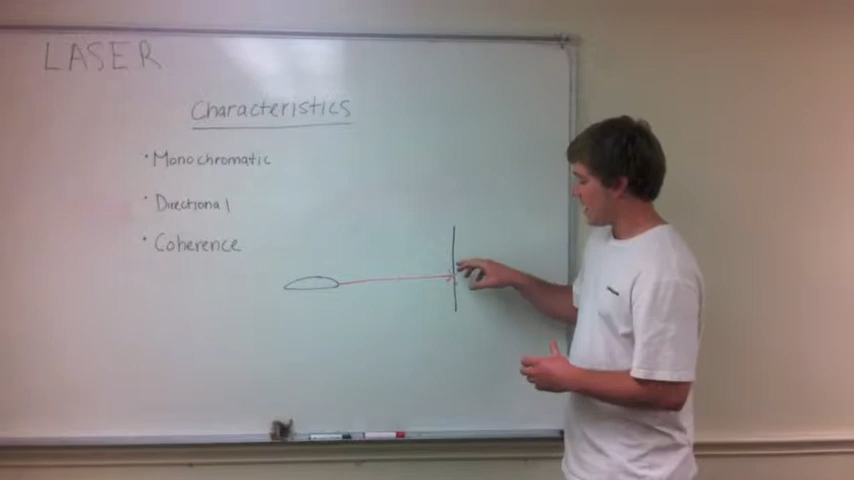 LASER
Characteristics
• Monochromatic
• Directional
• Coherence